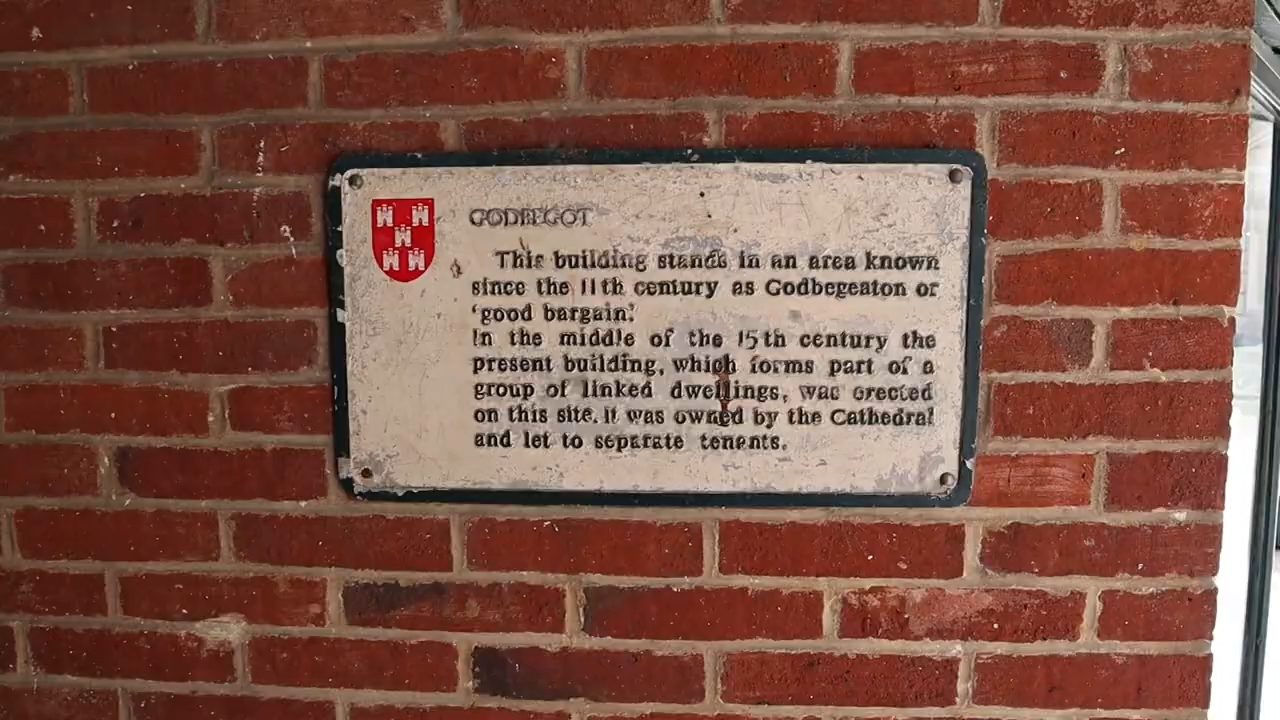 GODBEGOT
This building stands in an area known
since the 11th century as Godbegeaton or
'good bargain'.
In the middle of the 15th century the
present building, which forms part of a
group of linked dwellings, was erected
on this site. It was owned by the Cathedral
and let to separate tenents.